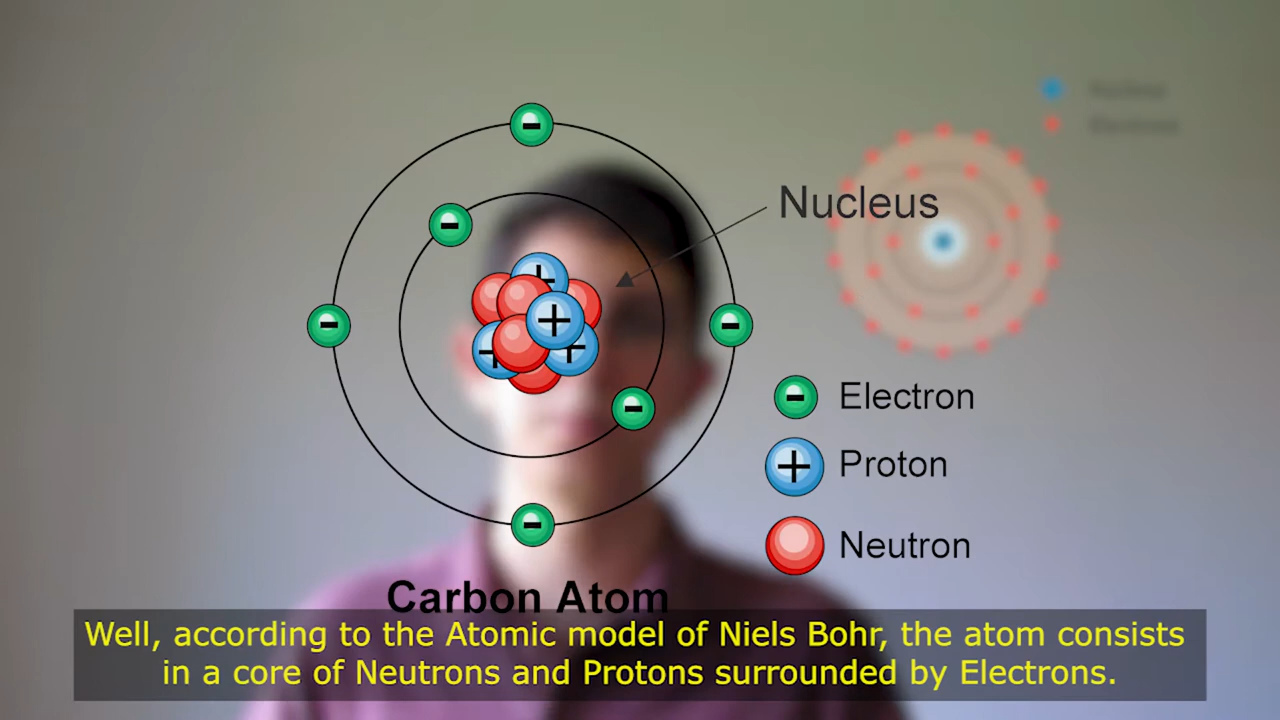 Nucleus
Electron
Proton
Neutron
Carbon Atom
Well, according to the Atomic model of Niels Bohr, the atom consists
in a core of Neutrons and Protons surrounded by Electrons.